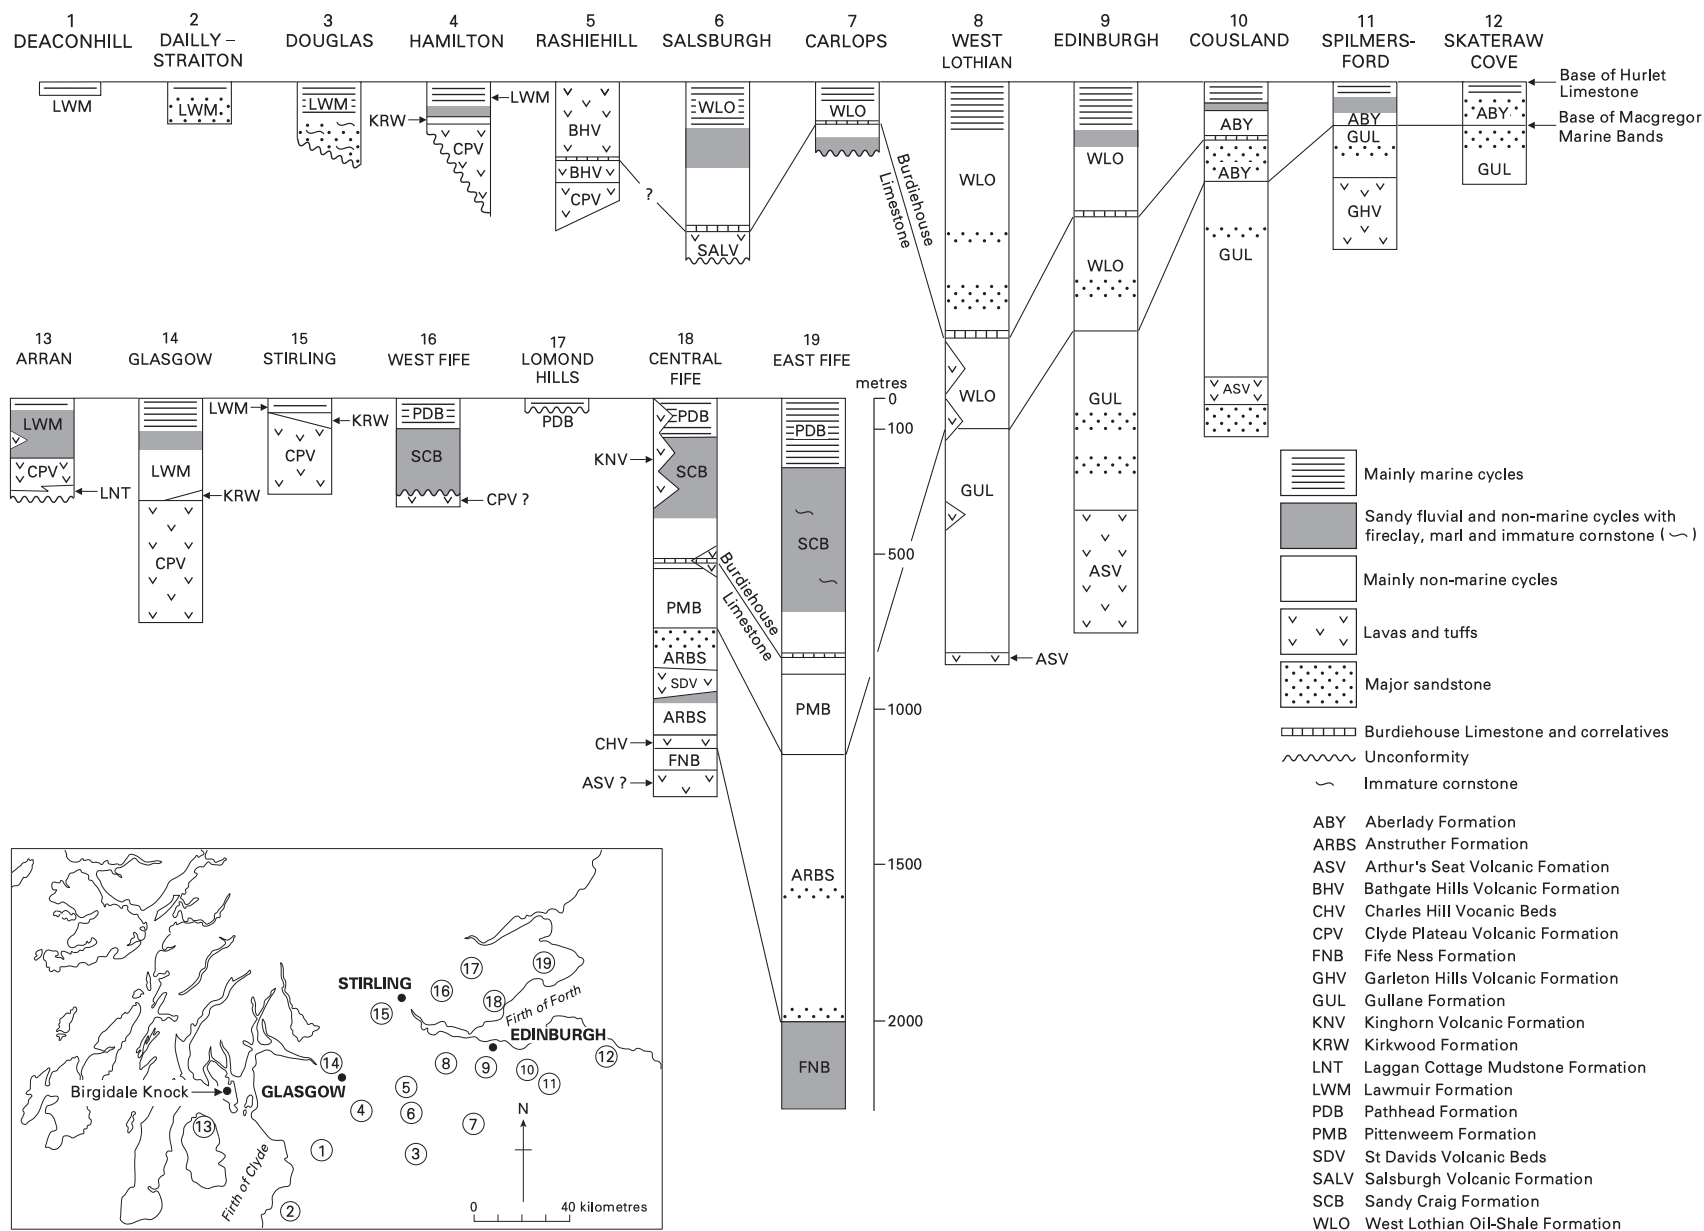 1
DEACONHILL
2
DAILLY –
STRAITON
3
DOUGLAS
4
HAMILTON
5
RASHIEHILL
6
SALSBURGH
7
CARLOPS
8
WEST
LOTHIAN
9
EDINBURGH
10
COUSLAND
11
SPILMERS-
FORD
12
SKATERAW
COVE
LWM
LWM
LWM
LWM
KRW
CPV
BHV
BHV
CPV
?
WLO
SALV
WLO
Burdiehouse
Limestone
WLO
WLO
GUL
ASV
WLO
WLO
GUL
ASV
ABY
ABY
GUL
ASV
ABY
GUL
GHV
ABY
GUL
Base of Hurlet
Limestone
Base of Macgregor
Marine Bands
13
ARRAN
14
GLASGOW
15
STIRLING
16
WEST FIFE
17
LOMOND
HILLS
18
CENTRAL
FIFE
19
EAST FIFE
LWM
CPV
LNT
LWM
KRW
CPV
LWM
KRW
CPV
PDB
SCB
CPV ?
PDB
PDB
KNV
SCB
PMB
ARBS
SDV
ARBS
CHV
FNB
ASV ?
Burdiehouse
Limestone
PDB
SCB
PMB
ARBS
FNB
metres
0
100
500
1000
1500
2000
Mainly marine cycles
Sandy fluvial and non-marine cycles with
fireclay, marl and immature cornstone ( )
Mainly non-marine cycles
Lavas and tuffs
Major sandstone
Burdiehouse Limestone and correlatives
Unconformity
Immature cornstone
ABY Aberlady Formation
ARBS Anstruther Formation
ASV Arthur's Seat Volcanic Fomation
BHV Bathgate Hills Volcanic Formation
CHV Charles Hill Vocanic Beds
CPV Clyde Plateau Volcanic Formation
FNB Fife Ness Formation
GHV Garleton Hills Volcanic Formation
GUL Gullane Formation
KNV Kinghorn Volcanic Formation
KRW Kirkwood Formation
LNT Laggan Cottage Mudstone Formation
LWM Lawmuir Formation
PDB Pathhead Formation
PMB Pittenweem Formation
SDV St Davids Volcanic Beds
SALV Salsburgh Volcanic Formation
SCB Sandy Craig Formation
WLO West Lothian Oil-Shale Formation
STIRLING
15
16
17
18
19
Firth of Forth
EDINBURGH
8
9
10
11
12
14
GLASGOW
Birgidale Knock
13
4
5
6
7
1
3
2
Firth of Clyde
N
0
40 kilometres